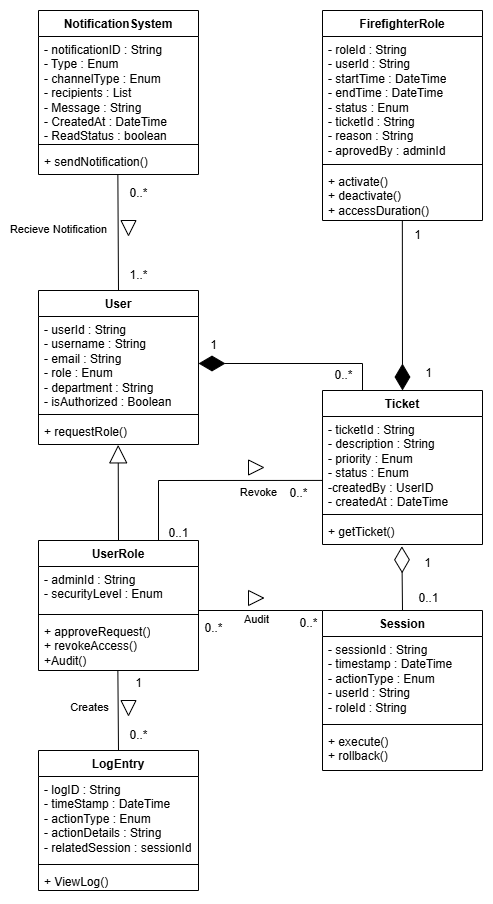 NotificationSystem
- notificationID : String
- Type : Enum
- channelType : Enum
- recipients : List
- Message : String
- CreatedAt : DateTime
- ReadStatus : boolean
+ sendNotification()
FirefighterRole
- roleId : String
- userId : String
- startTime : DateTime
- endTime : DateTime
- status : Enum
- ticketId : String
- reason : String
- aprovedBy : adminId
+ activate()
+ deactivate()
+ accessDuration()
0..*
Recieve Notification
1..*
1
User
- userId : String
- username : String
- email : String
- role : Enum
- department : String
- isAuthorized : Boolean
+ requestRole()
1
0..*
1
Ticket
- ticketId : String
- description : String
- priority : Enum
- status : Enum
-createdBy : UserID
- createdAt : DateTime
+ getTicket()
Revoke
0..*
0..1
1
0..1
UserRole
- adminId : String
- securityLevel : Enum
+ approveRequest()
+ revokeAccess()
+Audit()
0..*
Audit
0..*
Session
- sessionId : String
- timestamp : DateTime
- actionType : Enum
- userId : String
- roleId : String
+ execute()
+ rollback()
1
Creates
0..*
LogEntry
- logID : String
- timeStamp : DateTime
- actionType : Enum
- actionDetails : String
- relatedSession : sessionId
+ ViewLog()